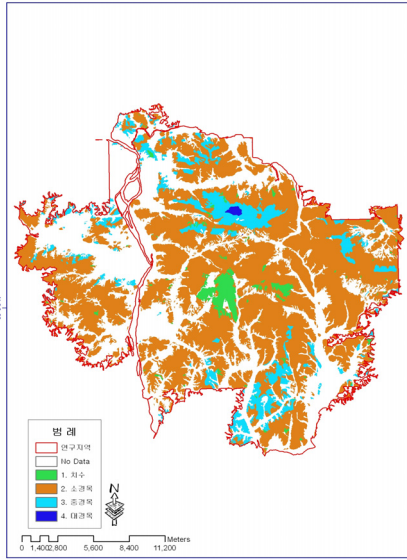 범 례
연구지역
No Data
1. 치수
2. 소경목
3. 중경목
4. 대경목
N
Meters
0 1,400 2,800 5,600 8,400 11,200